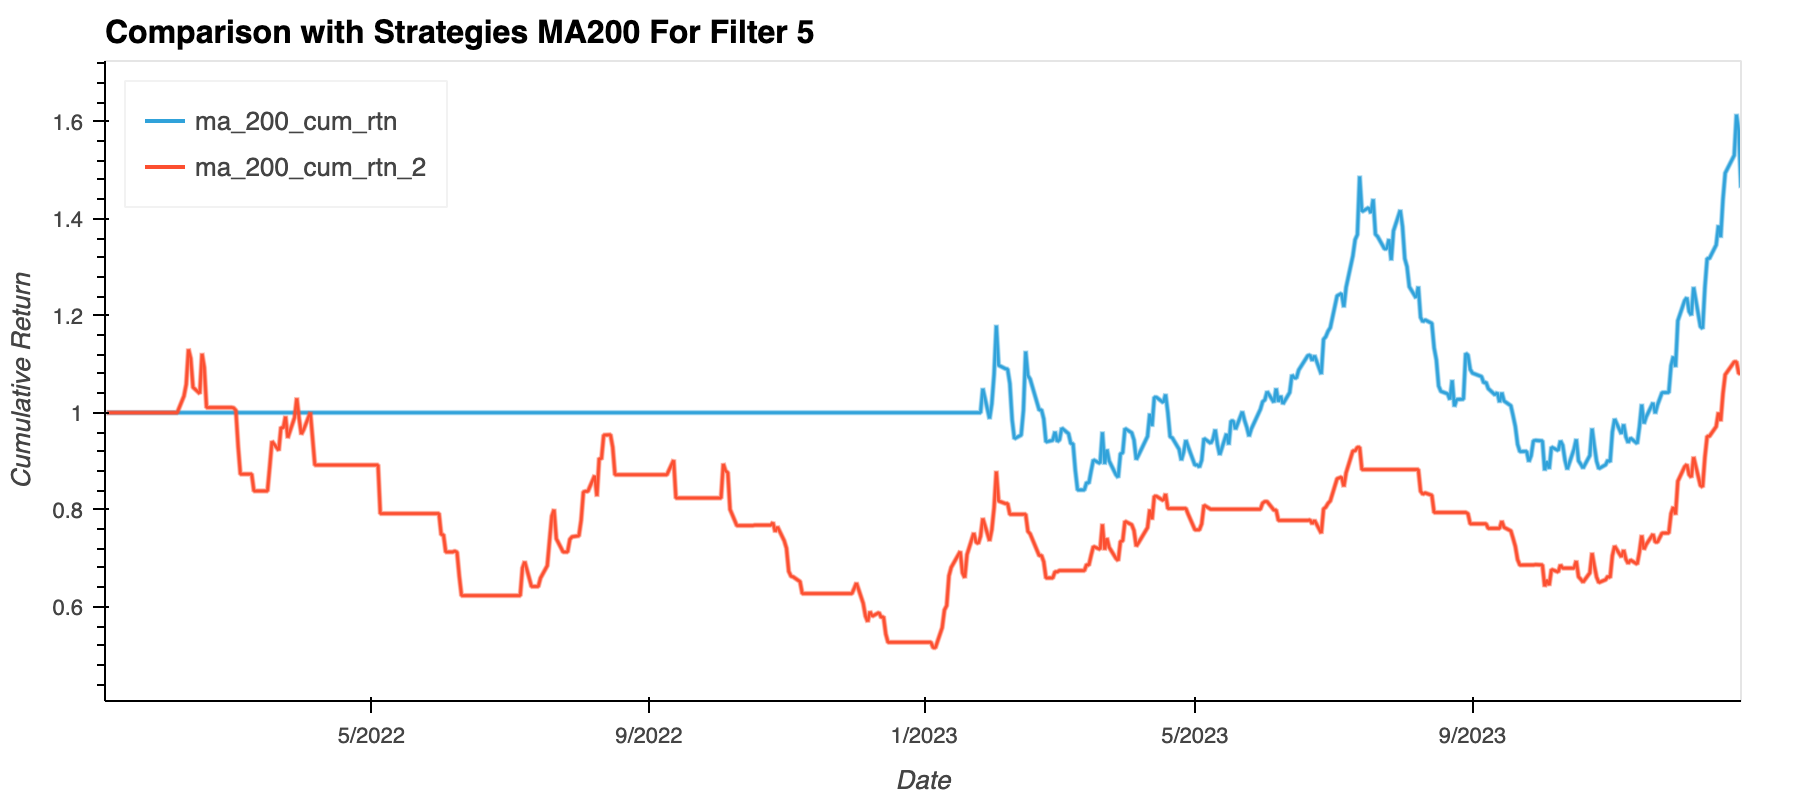 Comparison with Strategies MA200 For Filter 5
ma_200_cum_rtn
ma_200_cum_rtn_2
Cumulative Return
1.6
1.4
1.2
1
0.8
0.6
5/2022
9/2022
1/2023
5/2023
9/2023
Date